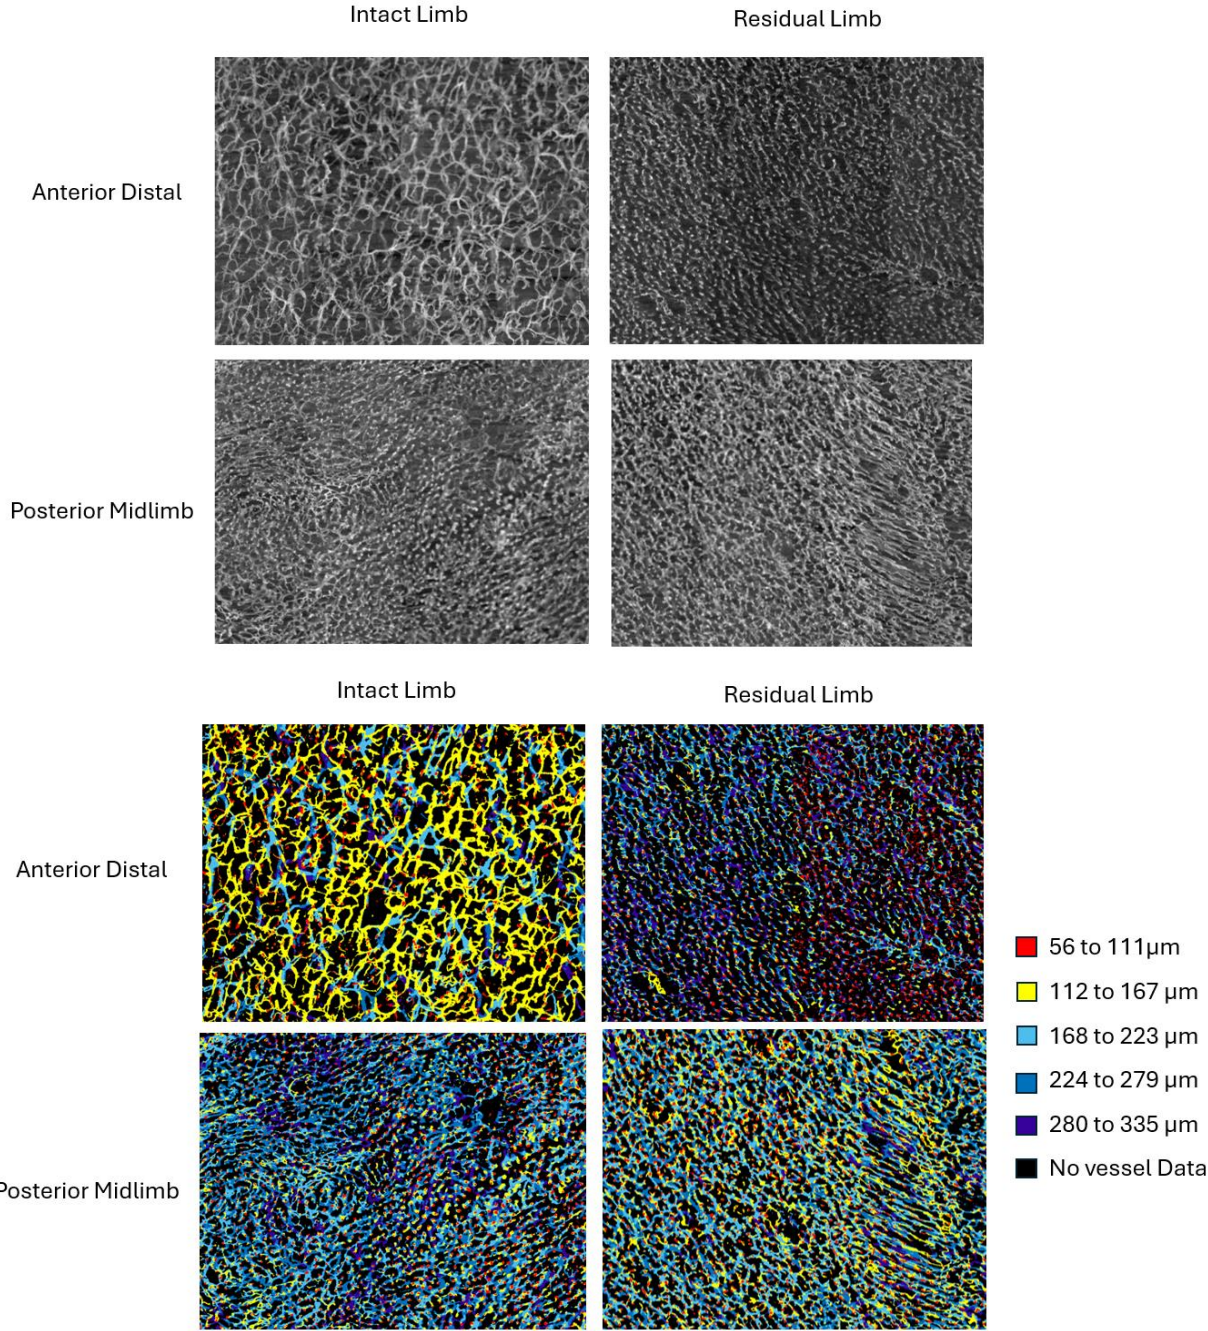 Intact Limb
Residual Limb
Anterior Distal
Posterior Midlimb
Intact Limb
Residual Limb
Anterior Distal
Posterior Midlimb
56 to 111µm
112 to 167 µm
168 to 223 µm
224 to 279 µm
280 to 335 µm
No vessel Data